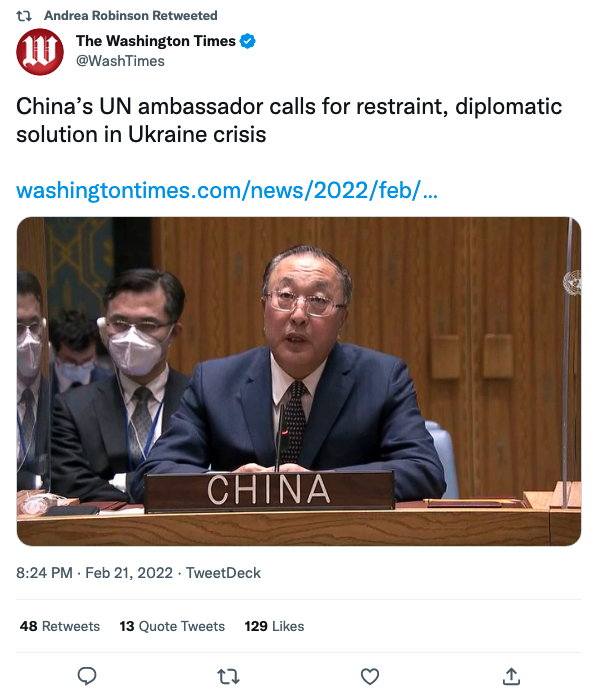 Andrea Robinson Retweeted
The Washington Times
@WashTimes
China’s UN ambassador calls for restraint, diplomatic
solution in Ukraine crisis
washingtontimes.com/news/2022/feb/…
CHINA
8:24 PM · Feb 21, 2022 · TweetDeck
48 Retweets 13 Quote Tweets 129 Likes